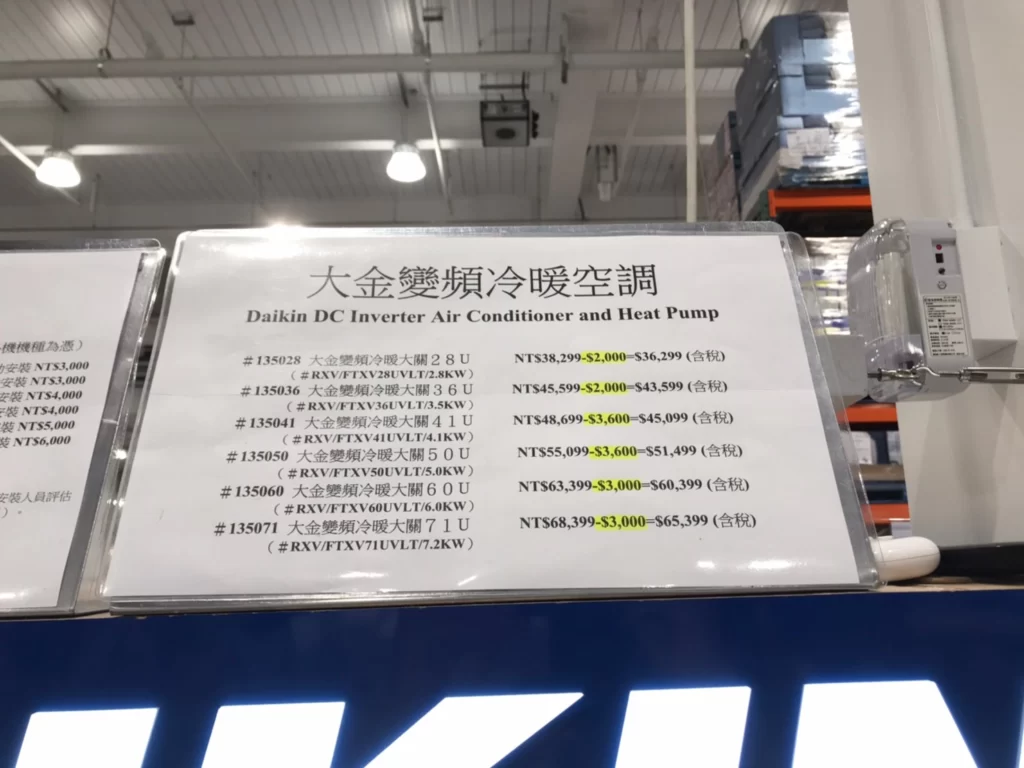 機機種為憑）
安裝 NT$3,000
安裝 NT$3,000
安裝 NT$4,000
安裝 NT$4,000
裝 NT$5,000
裝 NT$6,000
安裝人員評估
）。
大金變頻冷暖空調
Daikin DC Inverter Air Conditioner and Heat Pump
#135028 大金變頻冷暖大關28U NT$38,299-$2,000=$36,299 (含稅)
(#RXV/FTXV28UVLT/2.8KW)
#135036 大金變頻冷暖大關36U NT$45,599-$2,000=$43,599 (含稅)
(#RXV/FTXV36UVLT/3.5KW)
#135041 大金變頻冷暖大關41U NT$48,699-$3,600=$45,099 (含稅)
(#RXV/FTXV41UVLT/4.1KW)
#135050 大金變頻冷暖大關50U NT$55,099-$3,600=$51,499 (含稅)
(#RXV/FTXV50UVLT/5.0KW)
#135060 大金變頻冷暖大關60U NT$63,399-$3,000=$60,399 (含稅)
(#RXV/FTXV60UVLT/6.0KW)
#135071 大金變頻冷暖大關71U NT$68,399-$3,000=$65,399 (含稅)
(#RXV/FTXV71UVLT/7.2KW)
IKIN